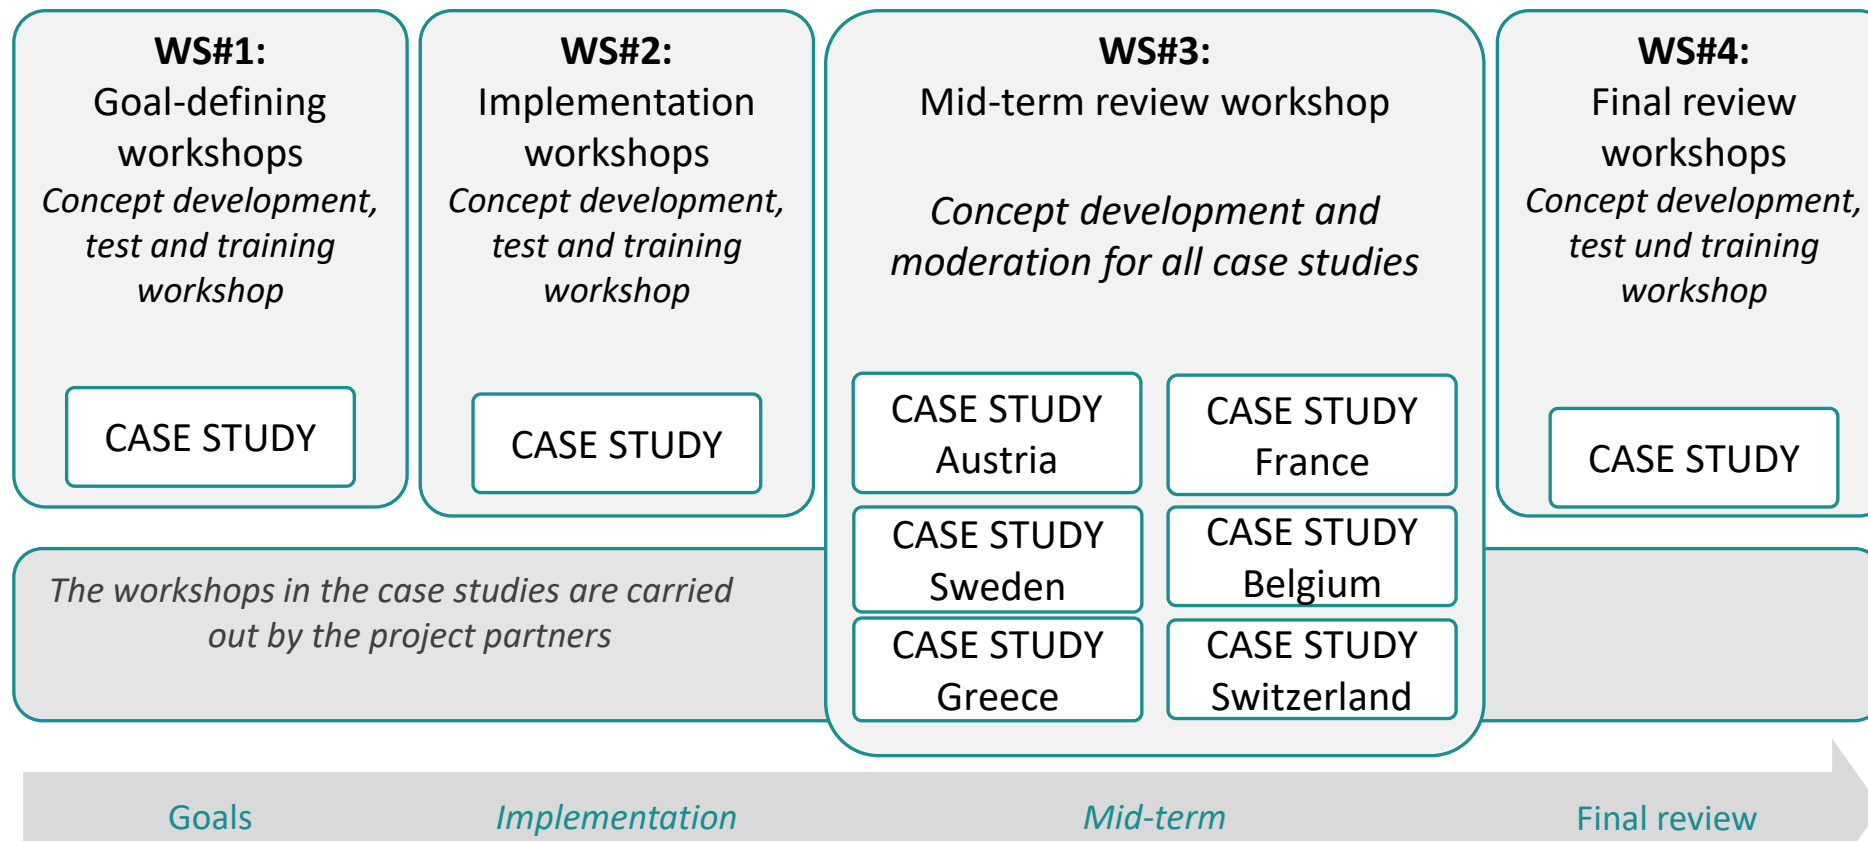 WS#1:
Goal-defining
workshops
Concept development,
test and training
workshop
CASE STUDY
WS#2:
Implementation
workshops
Concept development,
test and training
workshop
CASE STUDY
WS#3:
Mid-term review workshop
Concept development and
moderation for all case studies
CASE STUDY
Austria
CASE STUDY
France
CASE STUDY
Sweden
CASE STUDY
Belgium
CASE STUDY
Greece
CASE STUDY
Switzerland
WS#4:
Final review
workshops
Concept development,
test und training
workshop
CASE STUDY
The workshops in the case studies are carried
out by the project partners
Goals
Implementation
Mid-term
Final review